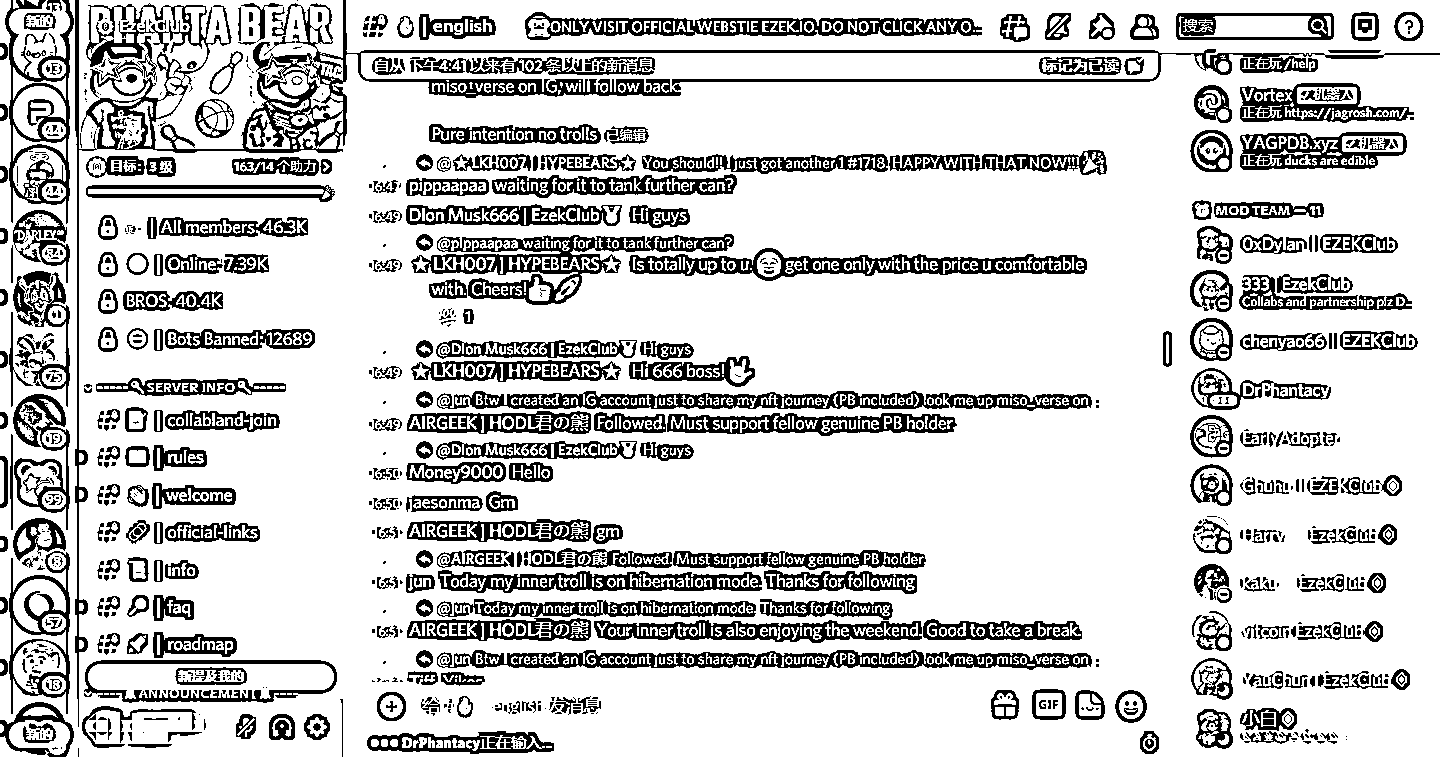 新的
PHANTA BEAR
EzekClub
目标: 3 级
163/14 个助力
All members: 46.3K
Online: 7.39K
BROS: 40.4K
Bots Banned: 12689
SERVER INFO
collabland-join
rules
welcome
official-links
info
faq
roadmap
ANNOUNCEMENT
新的
english
ONLY VISIT OFFICIAL WEBSTIE EZEK.IO. DO NOT CLICK ANY O...
搜索
自从 下午4:41 以来有 102 条以上的新消息
标记为已读
miso_verse on IG, will follow back
Pure intention no trolls 已编辑
@★LKH007 | HYPEBEARS★ You should!! I just got another 1 #1718, HAPPY WITH THAT NOW!!!
16:47 pippaapaa waiting for it to tank further can?
16:49 Dion Musk666 | EzekClub Hi guys
@pippaapaa waiting for it to tank further can?
16:49 ★LKH007 | HYPEBEARS★ Is totally up to u. get one only with the price u comfortable
with. Cheers!
1
@Dion Musk666 | EzekClub Hi guys
16:49 ★LKH007 | HYPEBEARS★ Hi 666 boss!
@jun Btw I created an IG account just to share my nft journey (PB included) look me up miso_verse on :
16:49 AIRGEEK | HODL君の熊 Followed. Must support fellow genuine PB holder
@Dion Musk666 | EzekClub Hi guys
16:50 Money9000 Hello
16:50 jaesonma Gm
16:51 AIRGEEK | HODL君の熊 gm
@AIRGEEK | HODL君の熊 Followed. Must support fellow genuine PB holder
16:51 jun Today my inner troll is on hibernation mode. Thanks for following
@jun Today my inner troll is on hibernation mode. Thanks for following
16:51 AIRGEEK | HODL君の熊 Your inner troll is also enjoying the weekend. Good to take a break.
@jun Btw I created an IG account just to share my nft journey (PB included) look me up miso_verse on :
english 发消息
GIF
DrPhantacy正在输入...
正在玩 /help
Vortex 机器人
正在玩 https://jagrosh.com/...
YAGPDB.xyz 机器人
正在玩 ducks are edible
MOD TEAM — 11
0xDylan || EZEKClub
333 | EzekClub
Collabs and partnership plz D...
chenyao66 || EZEKClub
DrPhantacy
EarlyAdopter
Ghuhu || EZEKClub
Harry EzekClub
kaku EzekClub
vitcoin EzekClub
YauChun | EzekClub
小白